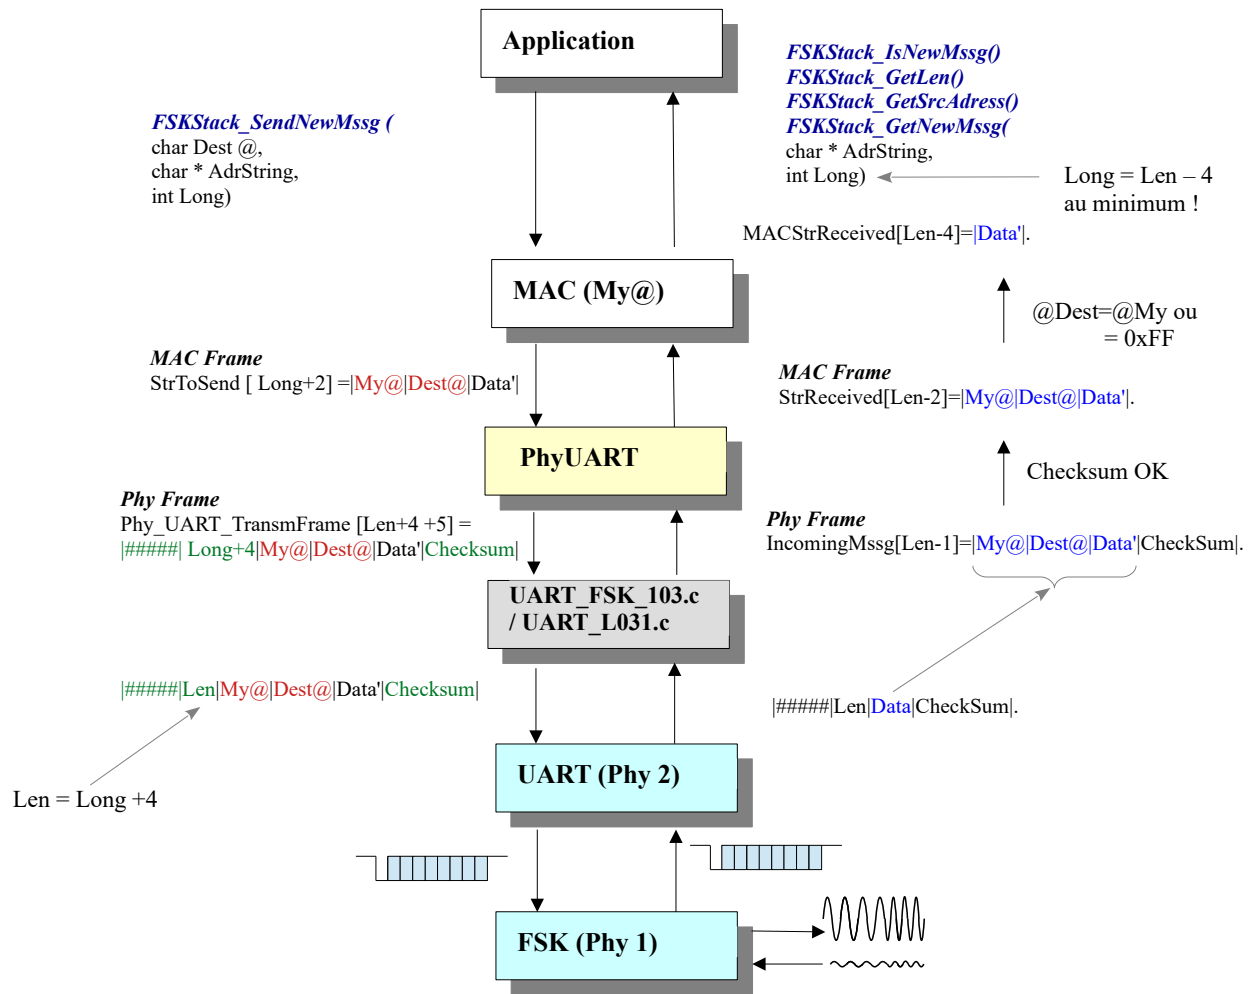 Application
FSKStack_IsNewMssg()
FSKStack_GetLen()
FSKStack_GetSrcAdress()
FSKStack_GetNewMssg(
char * AdrString,
int Long)
FSKStack_SendNewMssg (
char Dest @,
char * AdrString,
int Long)
Long = Len – 4
au minimum !
MACStrReceived[Len-4]=|Data'|.
MAC (My@)
@Dest=@My ou
= 0xFF
MAC Frame
StrToSend [ Long+2] =|My@|Dest@|Data'|
MAC Frame
StrReceived[Len-2]=|My@|Dest@|Data'|.
PhyUART
Checksum OK
Phy Frame
Phy_UART_TransmFrame [Len+4 +5] =
|#####| Long+4|My@|Dest@|Data'|Checksum|
Phy Frame
IncomingMssg[Len-1]=|My@|Dest@|Data'|CheckSum|.
UART_FSK_103.c
/ UART_L031.c
|#####|Len|My@|Dest@|Data'|Checksum|
|#####|Len|Data|CheckSum|.
UART (Phy 2)
Len = Long +4
FSK (Phy 1)